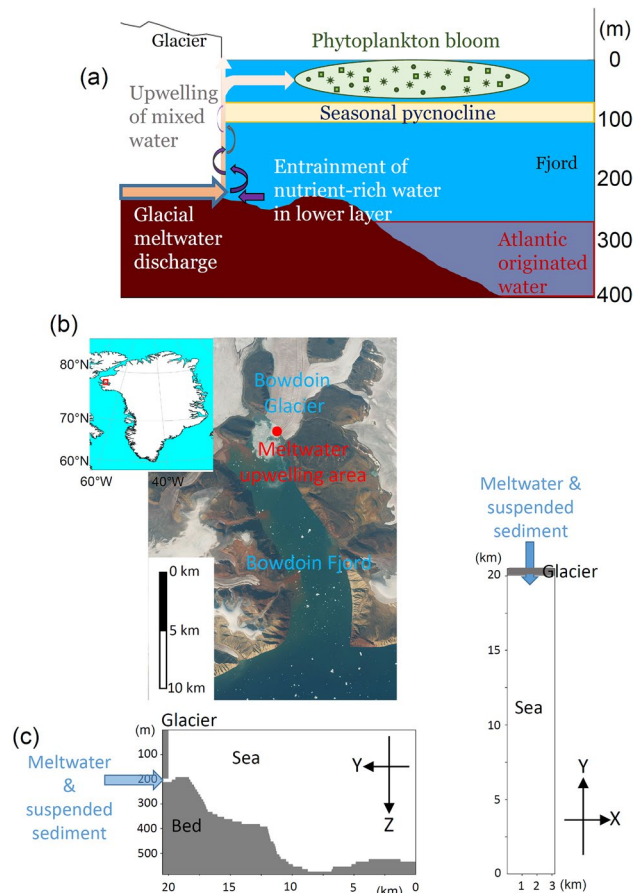 Glacier
Phytoplankton bloom
(m)
(a)
0
Upwelling
of mixed
water
Seasonal pycnocline
100
Entrainment of
nutrient-rich water
in lower layer
Fjord
200
Glacial
meltwater
discharge
Atlantic
originated
water
300
400
(b)
80°N
70°N
60°N
60°W
40°W
Bowdoin
Glacier
Meltwater
upwelling area
Bowdoin Fjord
0 km
5 km
10 km
Meltwater &
suspended
sediment
(km)
20
Glacier
15
Sea
10
5
0
Y
X
1 2 3 (km)
(c)
Glacier
(m)
100
200
300
400
500
Sea
Y
Z
Meltwater
&
suspended
sediment
Bed
20 15 10 5 0
(km)